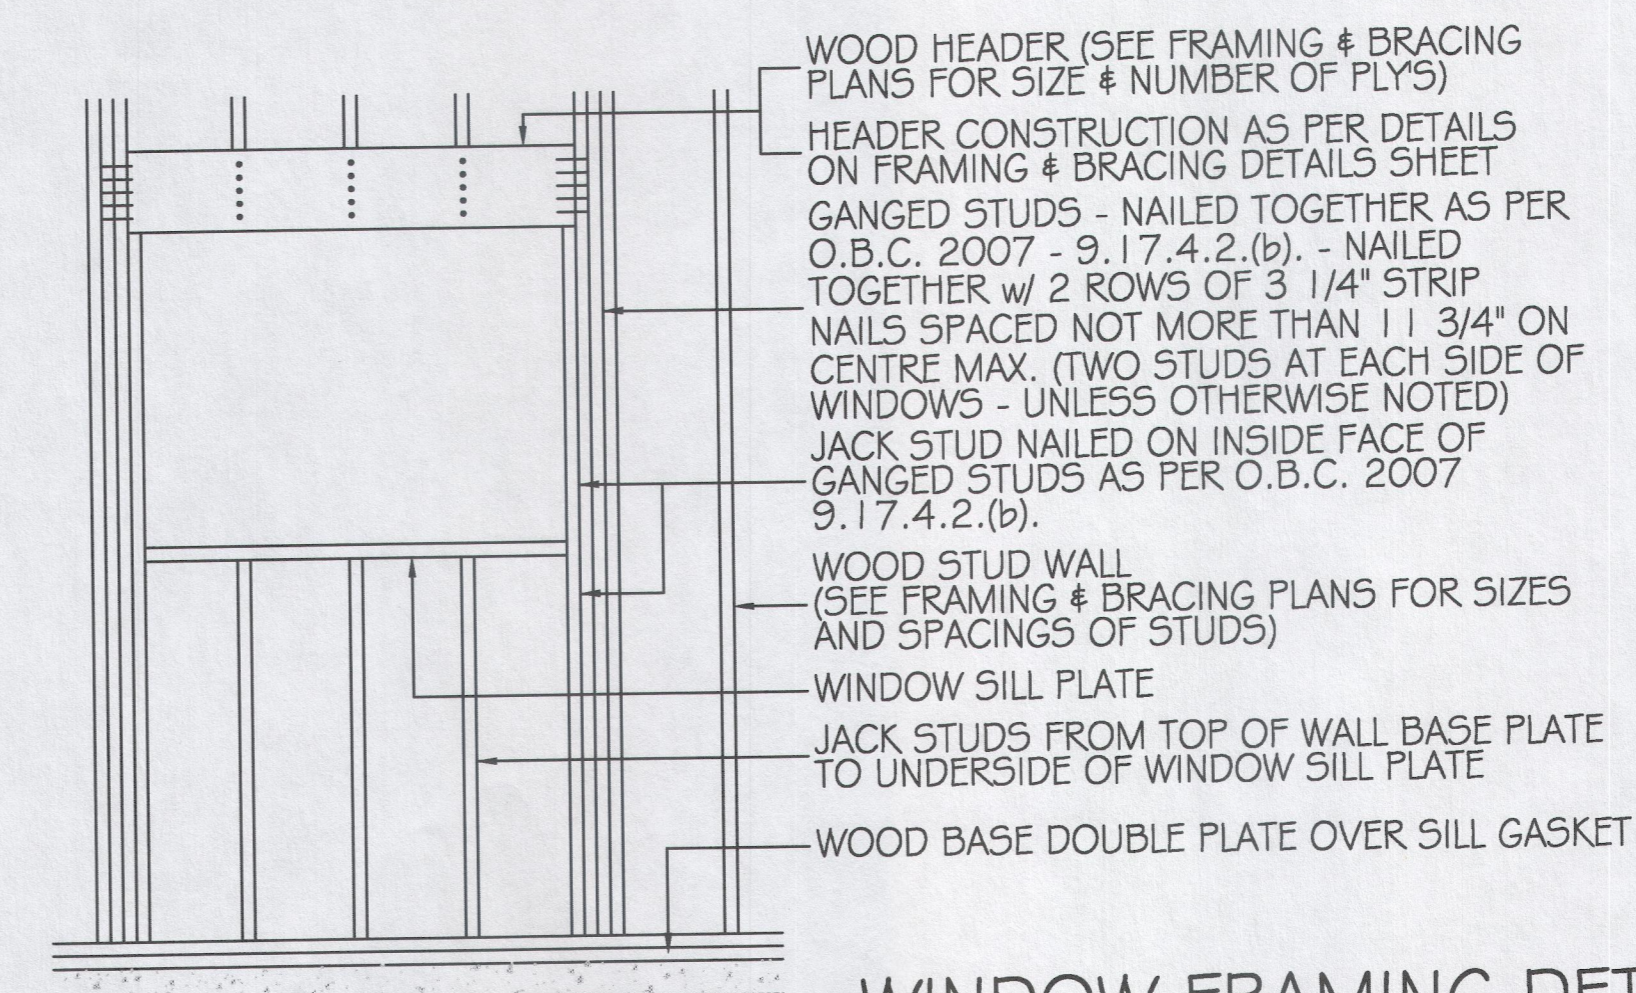 WOOD HEADER (SEE FRAMING & BRACING
PLANS FOR SIZE & NUMBER OF PLY'S)
HEADER CONSTRUCTION AS PER DETAILS
ON FRAMING & BRACING DETAILS SHEET
GANGED STUDS - NAILED TOGETHER AS PER
O.B.C. 2007 - 9.17.4.2.(b). - NAILED
TOGETHER w/ 2 ROWS OF 3 1/4" STRIP
NAILS SPACED NOT MORE THAN 11 3/4" ON
CENTRE MAX. (TWO STUDS AT EACH SIDE OF
WINDOWS - UNLESS OTHERWISE NOTED)
JACK STUD NAILED ON INSIDE FACE OF
GANGED STUDS AS PER O.B.C. 2007
9.17.4.2.(b).
WOOD STUD WALL
(SEE FRAMING & BRACING PLANS FOR SIZES
AND SPACINGS OF STUDS)
WINDOW SILL PLATE
JACK STUDS FROM TOP OF WALL BASE PLATE
TO UNDERSIDE OF WINDOW SILL PLATE
WOOD BASE DOUBLE PLATE OVER SILL GASKET
WINDOW FRAMING DET